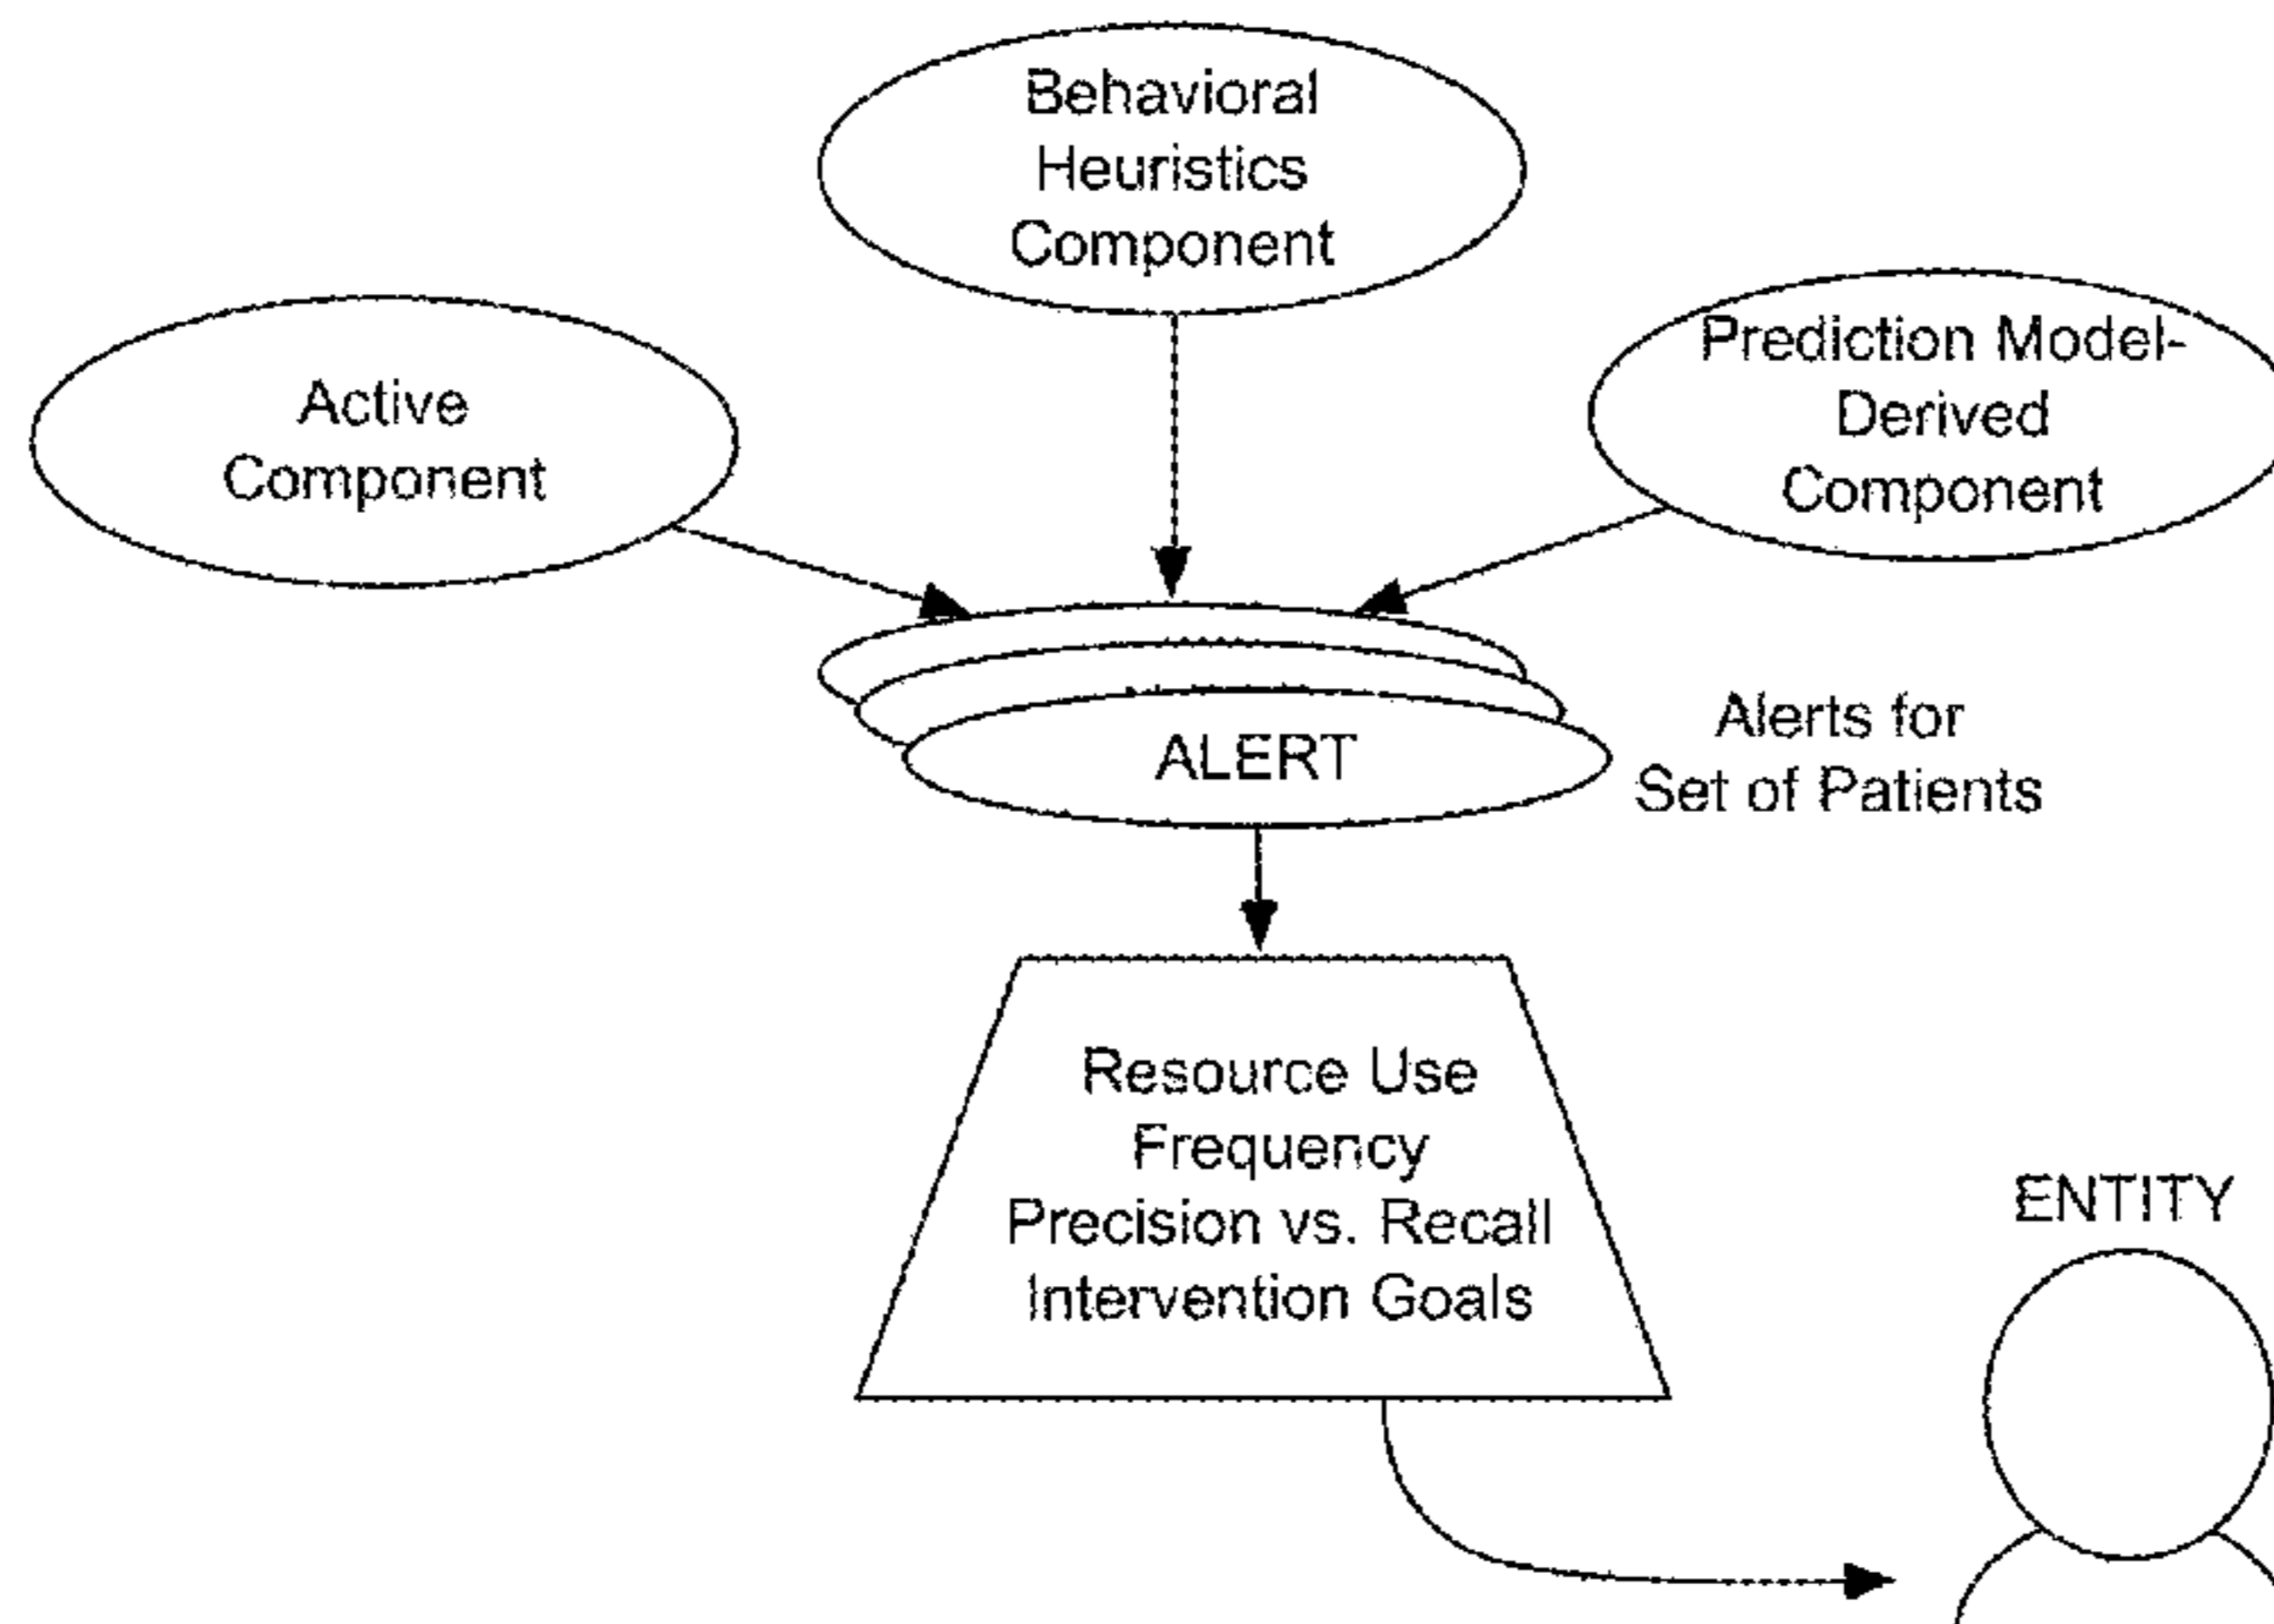 Behavioral
Heuristics
Component
Active
Component
Prediction Model-
Derived
Component
ALERT
Alerts for
Set of Patients
Resource Use
Frequency
Precision vs. Recall
Intervention Goals
ENTITY